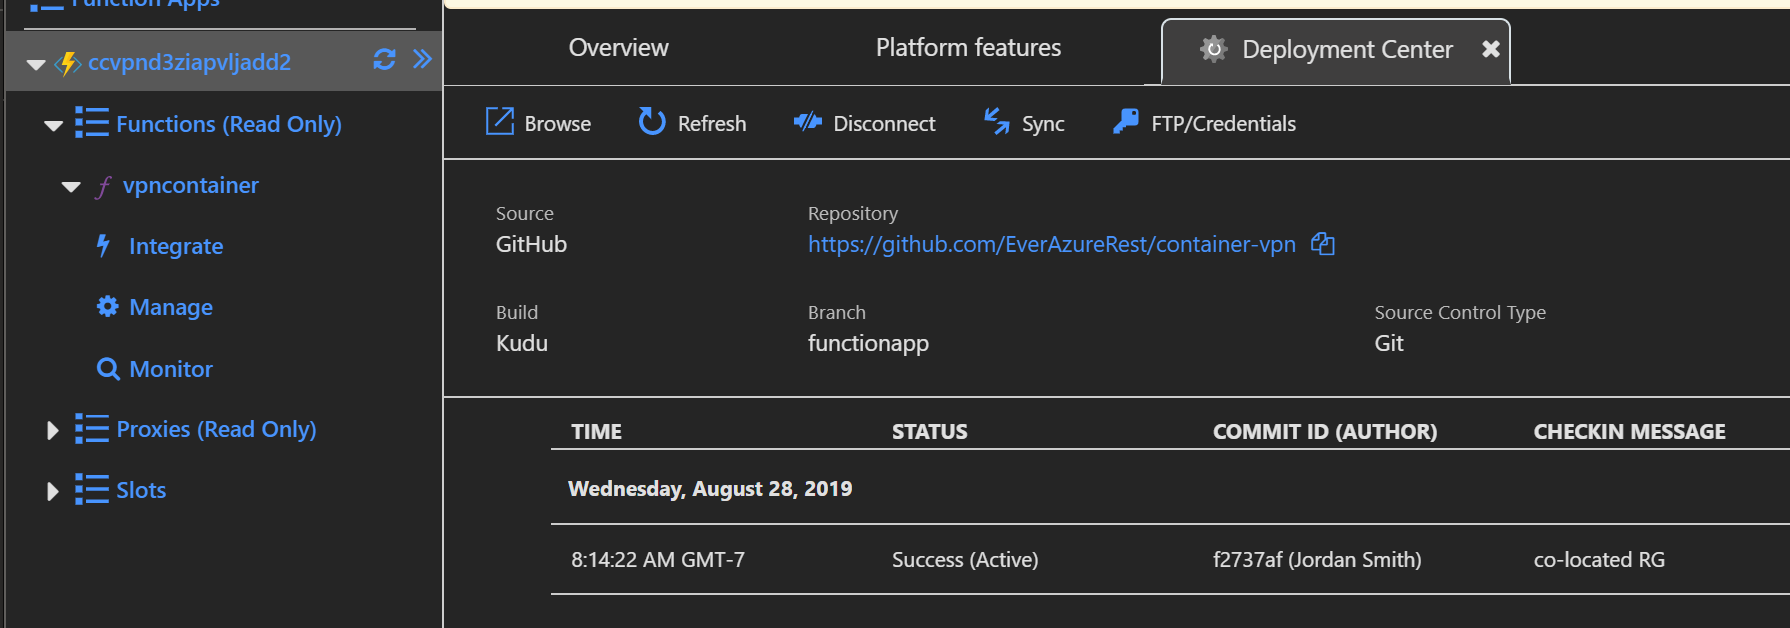 Function Apps
ccvpnd3ziapvljadd2
Functions (Read Only)
vpncontainer
Integrate
Manage
Monitor
Proxies (Read Only)
Slots
Overview
Platform features
Deployment Center
Browse
Refresh
Disconnect
Sync
FTP/Credentials
Source
GitHub
Repository
https://github.com/EverAzureRest/container-vpn
Build
Kudu
Branch
functionapp
Source Control Type
Git
TIME STATUS COMMIT ID (AUTHOR) CHECKIN MESSAGE
Wednesday, August 28, 2019
8:14:22 AM GMT-7 Success (Active) f2737af (Jordan Smith) co-located RG